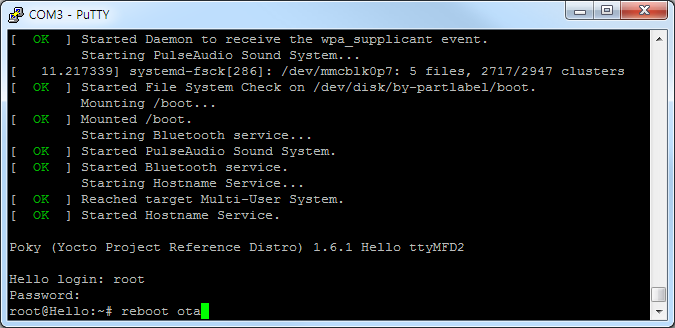 COM3 - PuTTY
[  OK  ] Started Daemon to receive the wpa_supplicant event.
         Starting PulseAudio Sound System...
[   11.217339] systemd-fsck[286]: /dev/mmcblk0p7: 5 files, 2717/2947 clusters
[  OK  ] Started File System Check on /dev/disk/by-partlabel/boot.
         Mounting /boot...
[  OK  ] Mounted /boot.
         Starting Bluetooth service...
[  OK  ] Started PulseAudio Sound System.
[  OK  ] Started Bluetooth service.
         Starting Hostname Service...
[  OK  ] Reached target Multi-User System.
[  OK  ] Started Hostname Service.
Poky (Yocto Project Reference Distro) 1.6.1 Hello ttyMFD2
Hello login: root
Password:
root@Hello:~# reboot ota